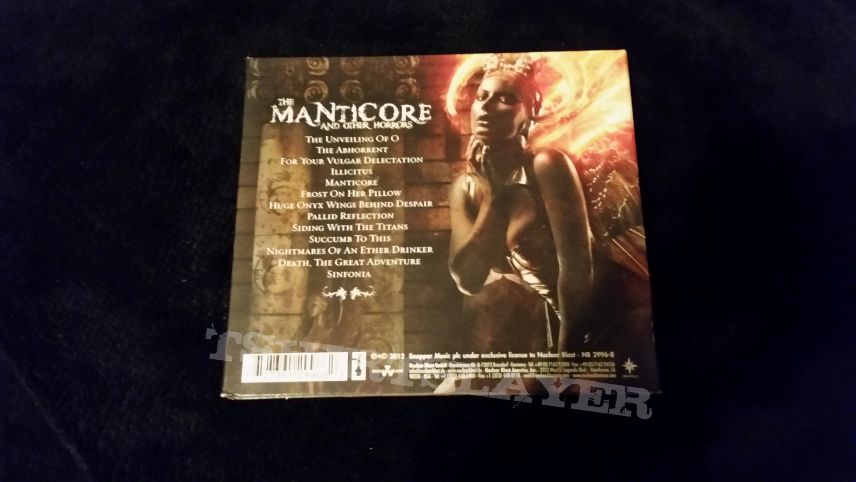 THE
MANTICORE
AND OTHER HORRORS
THE UNVEILING OF O
THE ABHORRENT
FOR YOUR VULGAR DELECTATION
ILLICITUS
MANTICORE
FROST ON HER PILLOW
HUGE ONYX WINGS BEHIND DESPAIR
PALLID REFLECTION
SIDING WITH THE TITANS
SUCCUMB TO THIS
NIGHTMARES OF AN ETHER DRINKER
DEATH, THE GREAT ADVENTURE
SINFONIA
TSHIRTSLAYER
℗+© 2012 Snapper Music plc under exclusive license to Nuclear Blast - NB 2996-8